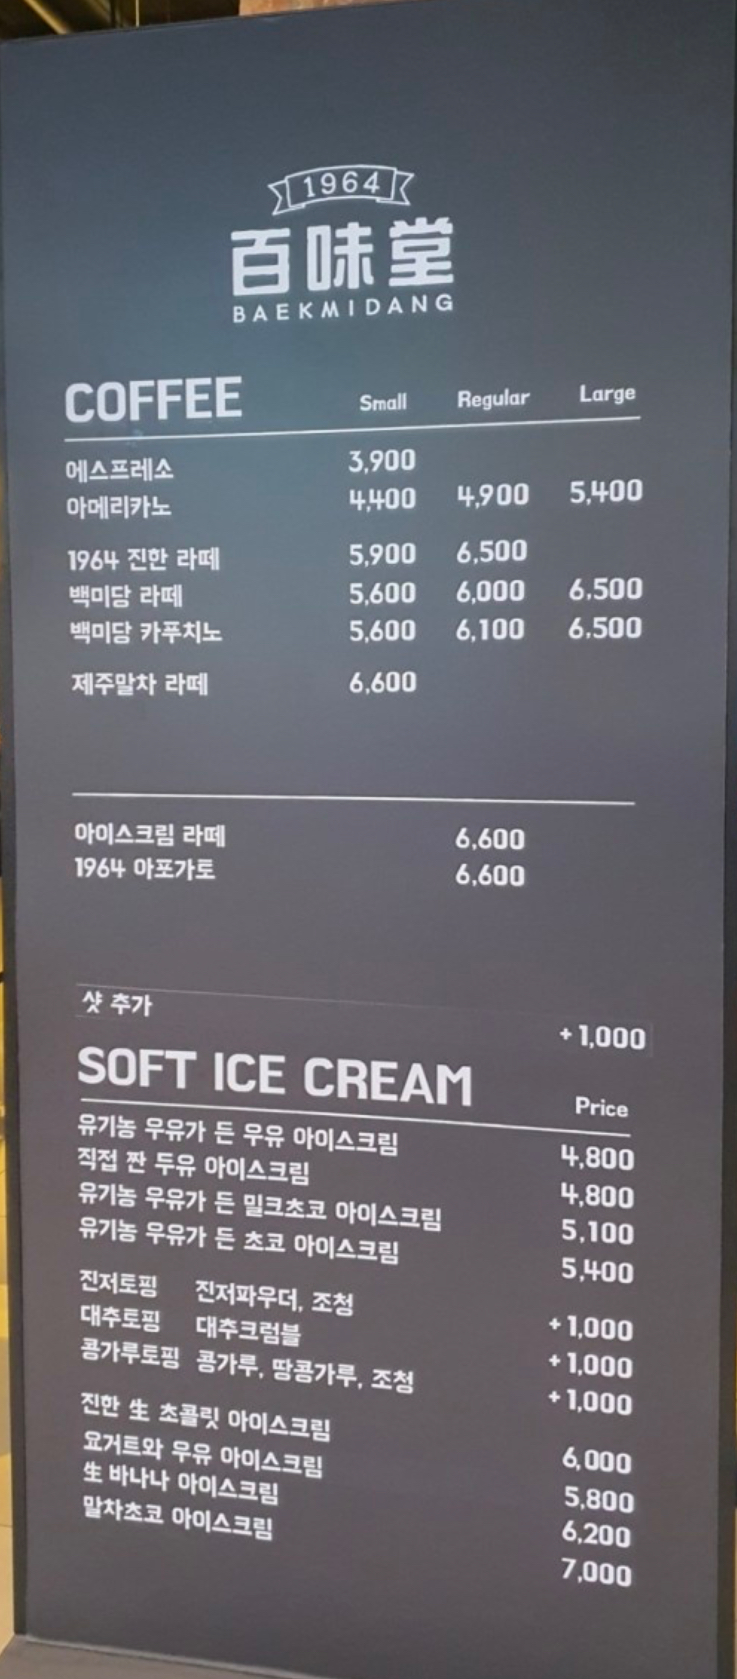 1964
百味堂
BAEKMIDANG
COFFEE Small Regular Large
에스프레소 3,900
아메리카노 4,400 4,900 5,400
1964 진한 라떼 5,900 6,500
백미당 라떼 5,600 6,000 6,500
백미당 카푸치노 5,600 6,100 6,500
제주말차 라떼 6,600
아이스크림 라떼 6,600
1964 아포가토 6,600
샷 추가 +1,000
SOFT ICE CREAM Price
유기농 우유가 든 우유 아이스크림 4,800
직접 짠 두유 아이스크림 4,800
유기농 우유가 든 밀크초코 아이스크림 5,100
유기농 우유가 든 초코 아이스크림 5,400
진저토핑 진저파우더, 조청 +1,000
대추토핑 대추크럼블 +1,000
콩가루토핑 콩가루, 땅콩가루, 조청 +1,000
진한 生 초콜릿 아이스크림 6,000
요거트와 우유 아이스크림 5,800
生 바나나 아이스크림 6,200
말차초코 아이스크림 7,000